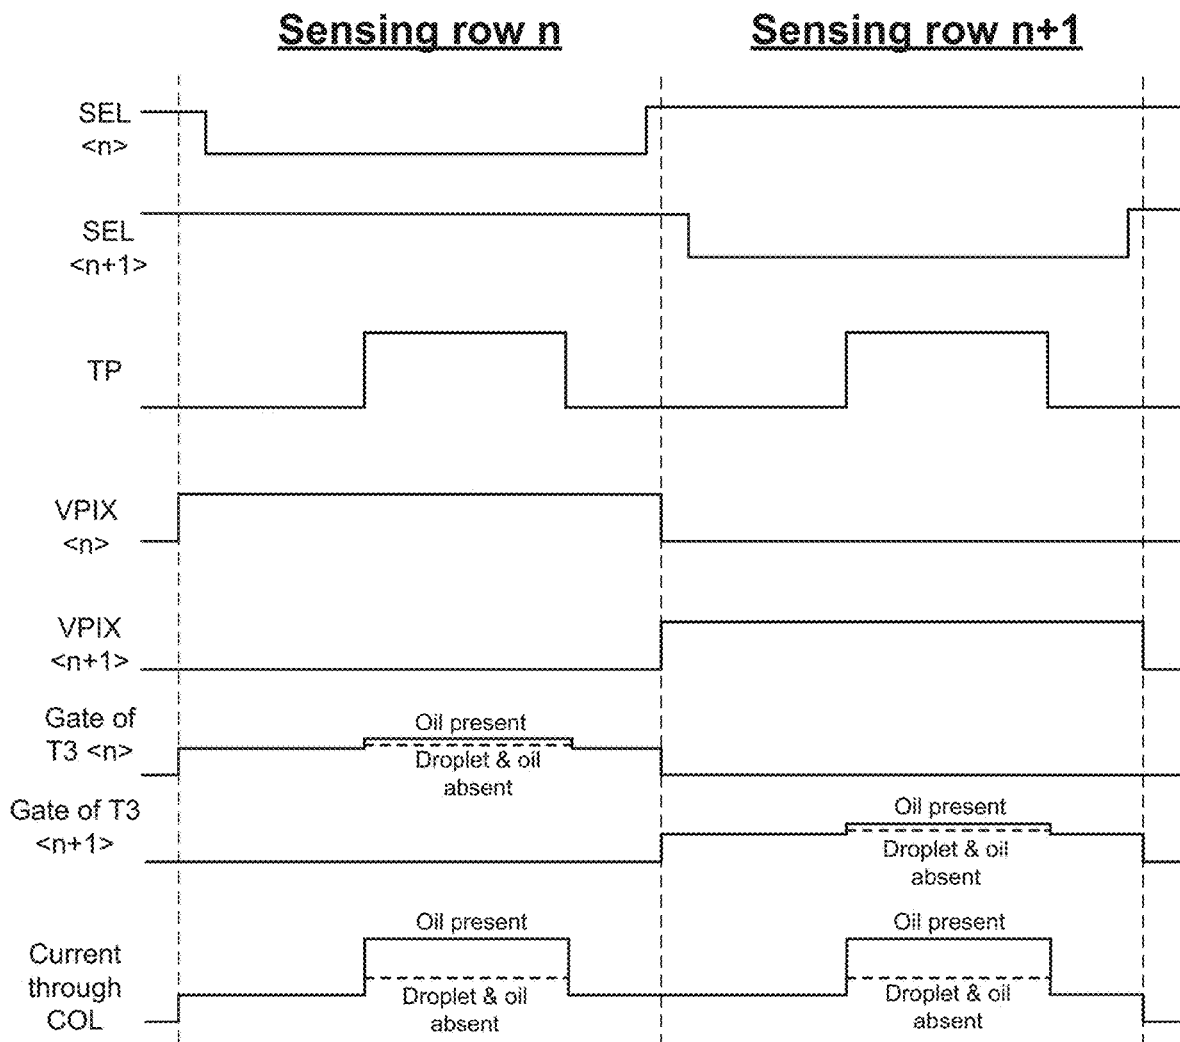 Sensing row n
Sensing row n+1
SEL
<n>
SEL
<n+1>
TP
VPIX
<n>
VPIX
<n+1>
Gate of
T3 <n>
Oil present
Droplet & oil
absent
Gate of T3
<n+1>
Oil present
Droplet & oil
absent
Current
through
COL
Oil present
Droplet & oil
absent
Oil present
Droplet & oil
absent